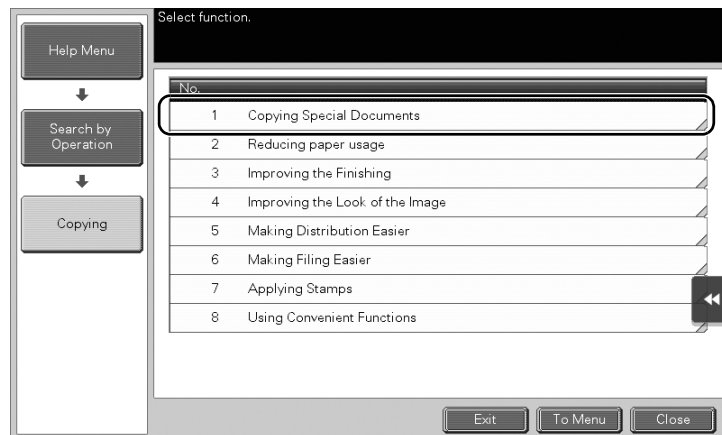 Select function.
Help Menu
Search by
Operation
Copying
No.
1 Copying Special Documents
2 Reducing paper usage
3 Improving the Finishing
4 Improving the Look of the Image
5 Making Distribution Easier
6 Making Filing Easier
7 Applying Stamps
8 Using Convenient Functions
Exit To Menu Close